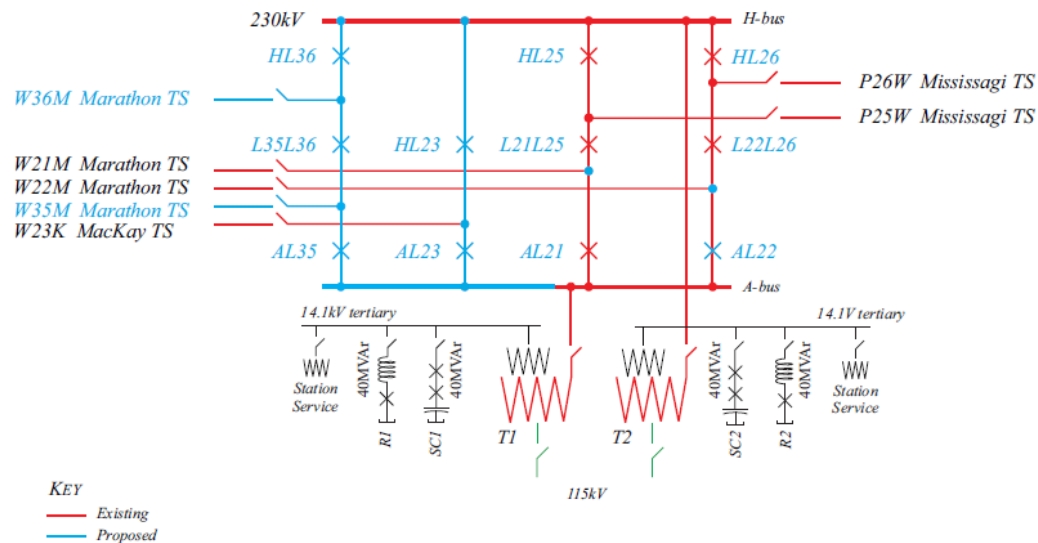 230kV
H-bus
HL36
HL25
HL26
P26W Mississagi TS
W36M Marathon TS
P25W Mississagi TS
L35L36
HL23
L21L25
L22L26
W21M Marathon TS
W22M Marathon TS
W35M Marathon TS
W23K MacKay TS
AL35
AL23
AL21
AL22
A-bus
14.1kV tertiary
14.1V tertiary
40MVAr
40MVAr
40MVAr
40MVAr
Station
Service
Station
Service
R1
SC1
T1
T2
SC2
R2
115kV
KEY
Existing
Proposed